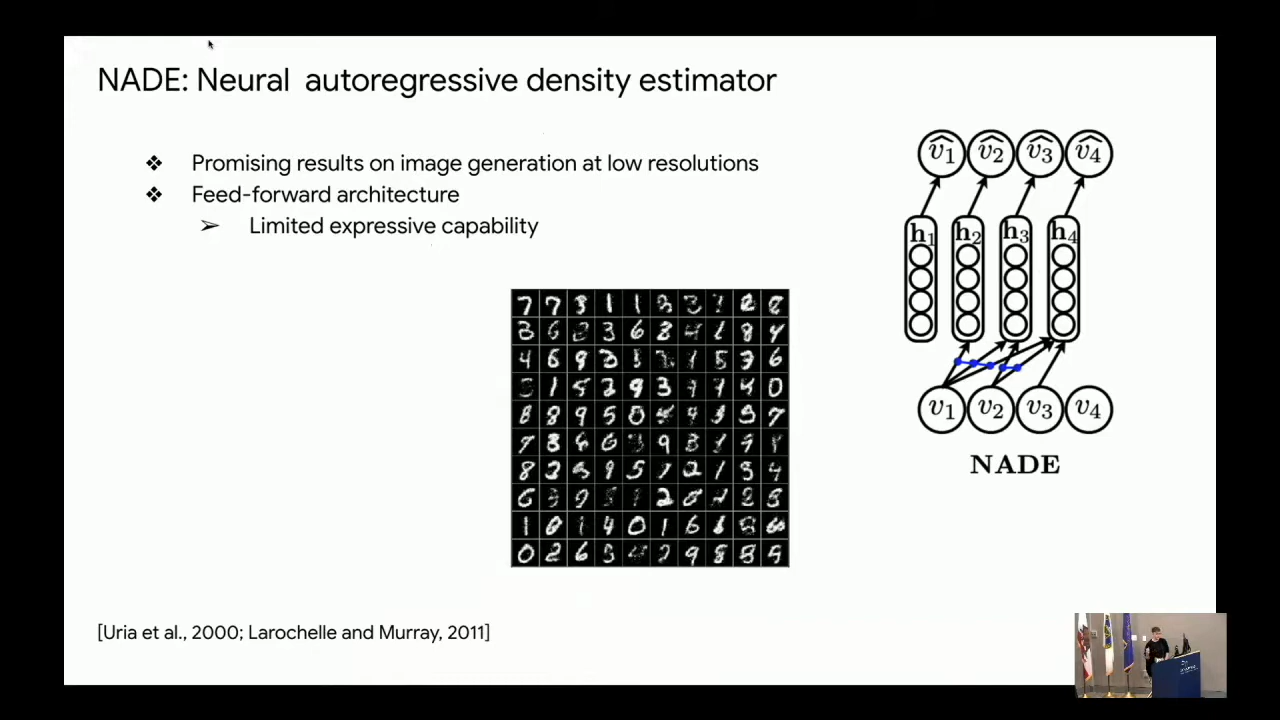 NADE: Neural autoregressive density estimator
❖ Promising results on image generation at low resolutions
❖ Feed-forward architecture
➢ Limited expressive capability
v̂1 v̂2 v̂3 v̂4
h1 h2 h3 h4
v1 v2 v3 v4
NADE
[Uria et al., 2000; Larochelle and Murray, 2011]